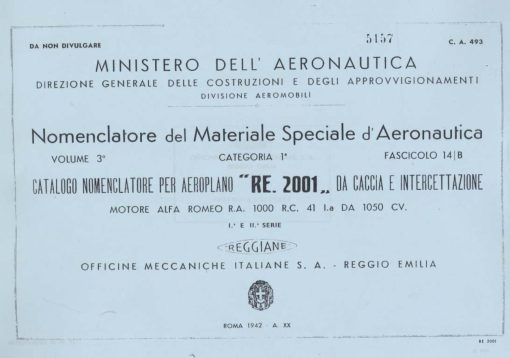 DA NON DIVULGARE 5157 C. A. 493
MINISTERO DELL' AERONAUTICA
DIREZIONE GENERALE DELLE COSTRUZIONI E DEGLI APPROVVIGIONAMENTI
DIVISIONE AEROMOBILI
Nomenclatore del Materiale Speciale d'Aeronautica
VOLUME 3º CATEGORIA 1ª FASCICOLO 14|B
CATALOGO NOMENCLATORE PER AEROPLANO "RE. 2001„ DA CACCIA E INTERCETTAZIONE
MOTORE ALFA ROMEO R.A. 1000 R.C. 41 I.a DA 1050 CV.
I.ª E II.ª SERIE
REGGIANE
OFFICINE MECCANICHE ITALIANE S. A. - REGGIO EMILIA
ROMA 1942 - A. XX
RE 2001